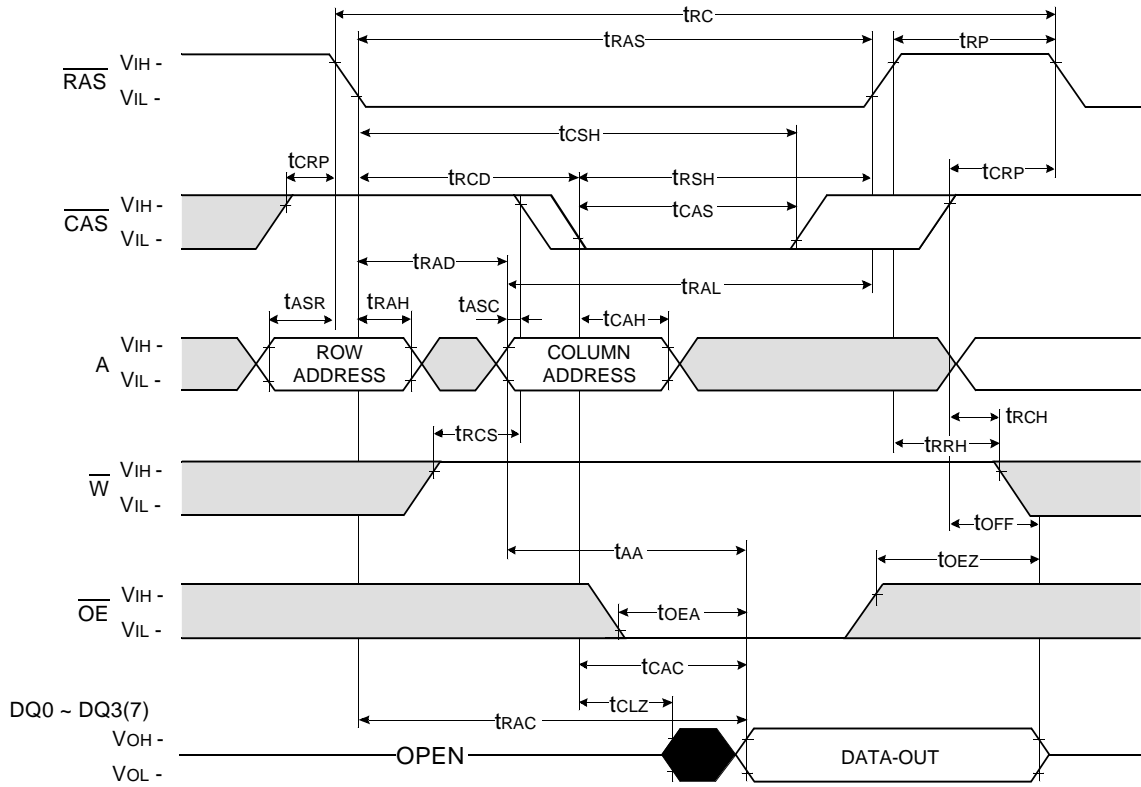 tRC
tRAS
tRP
RAS
VIH -
VIL -
tCSH
tCRP
tRCD
tRSH
tCRP
CAS
VIH -
VIL -
tCAS
tRAD
tRAL
tASR
tRAH
tASC
tCAH
A
VIH -
VIL -
ROW
ADDRESS
COLUMN
ADDRESS
tRCS
tRCH
tRRH
W
VIH -
VIL -
tOFF
tAA
tOEZ
OE
VIH -
VIL -
tOEA
tCAC
tCLZ
DQ0 ~ DQ3(7)
tRAC
VOH -
VOL -
OPEN
DATA-OUT